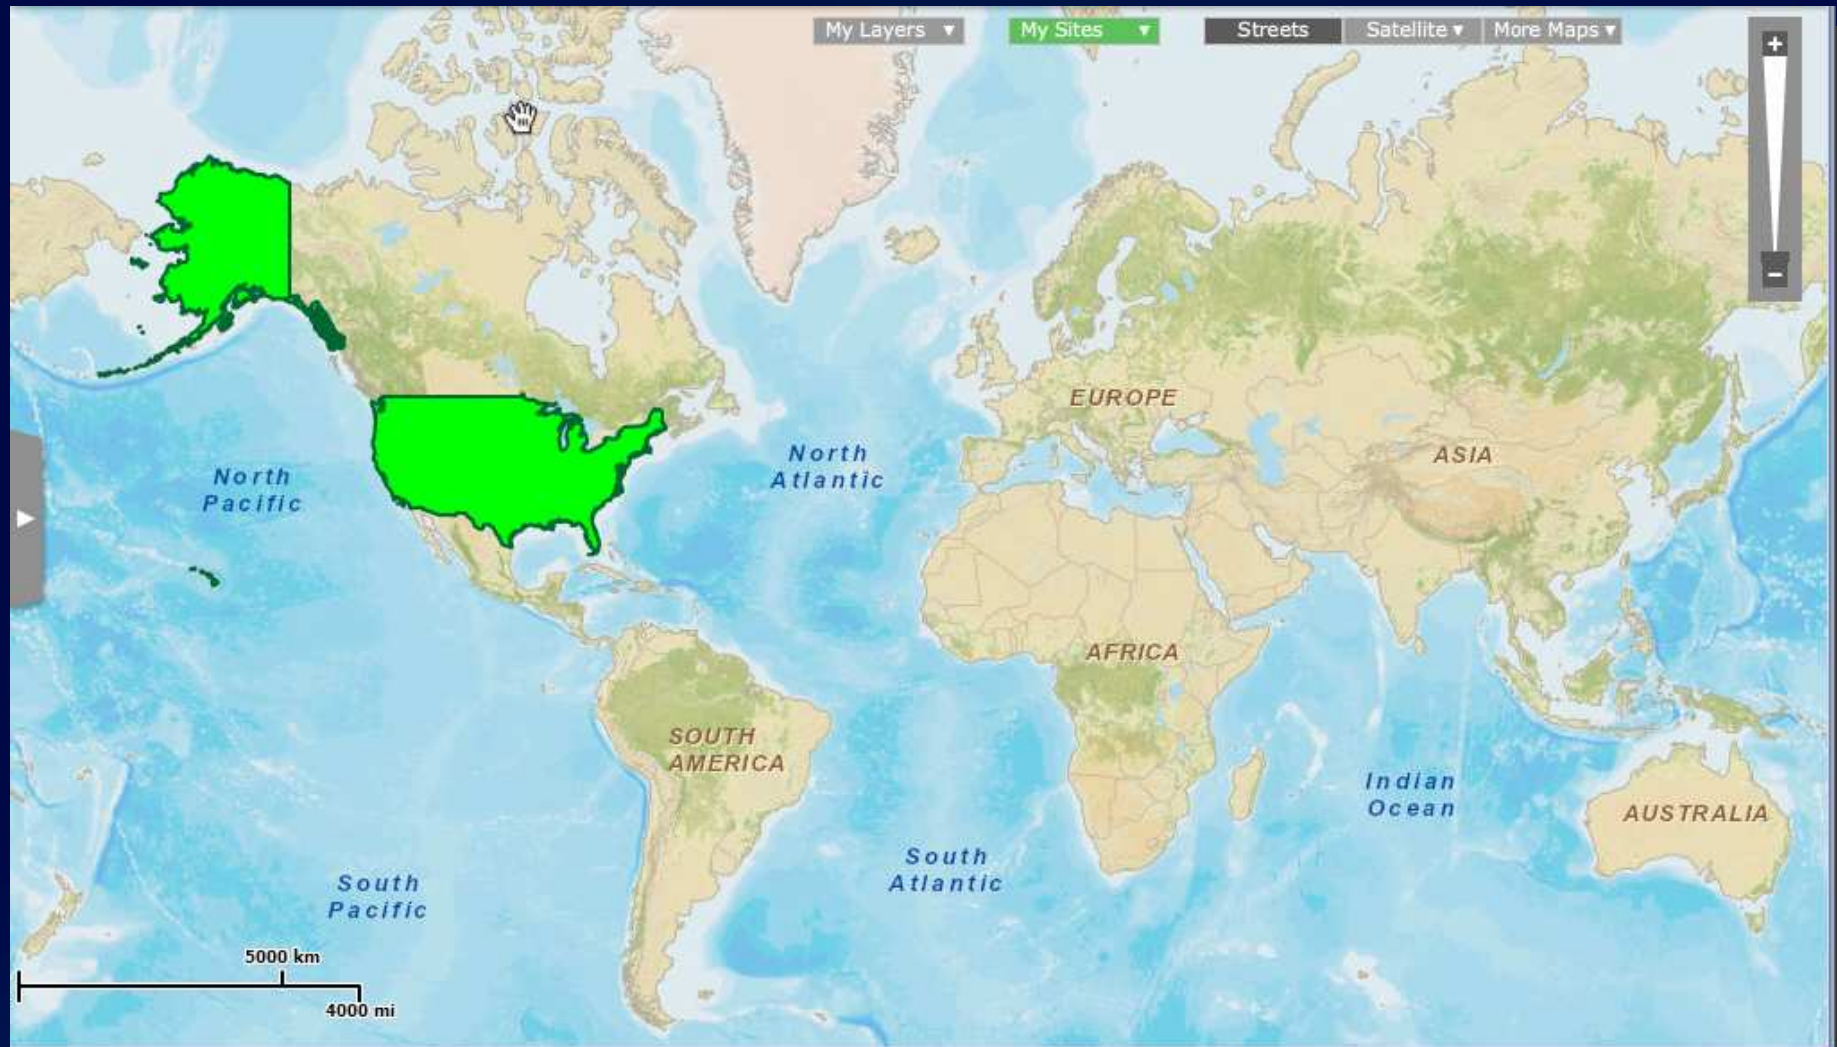 My Layers ▼
My Sites ▼
Streets
Satellite ▼
More Maps ▼
+
−
EUROPE
North
Atlantic
ASIA
North
Pacific
AFRICA
SOUTH
AMERICA
Indian
Ocean
AUSTRALIA
South
Atlantic
South
Pacific
5000 km
4000 mi